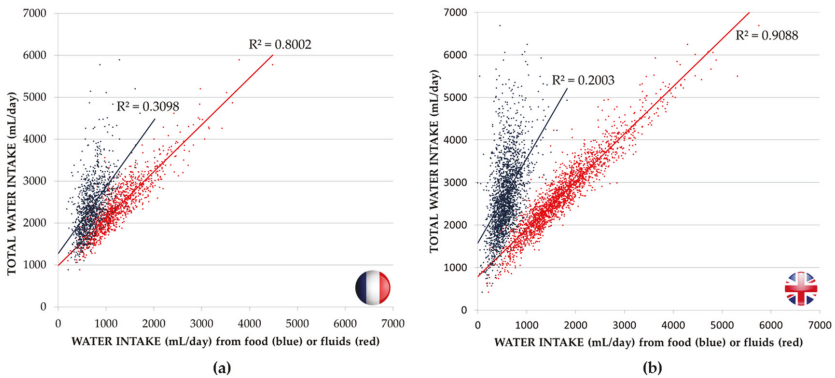 7000
6000
5000
4000
3000
2000
1000
0
TOTAL WATER INTAKE (mL/day)
R² = 0.8002
R² = 0.3098
0 1000 2000 3000 4000 5000 6000 7000
WATER INTAKE (mL/day) from food (blue) or fluids (red)
(a)
7000
6000
5000
4000
3000
2000
1000
0
TOTAL WATER INTAKE (mL/day)
R² = 0.9088
R² = 0.2003
0 1000 2000 3000 4000 5000 6000 7000
WATER INTAKE (mL/day) from food (blue) or fluids (red)
(b)